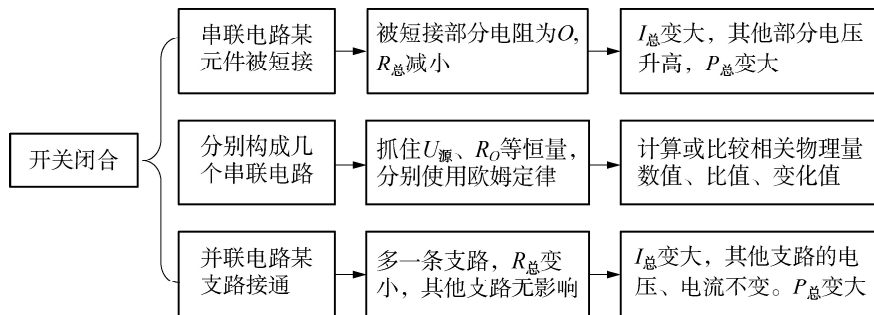 串联电路某
元件被短接
被短接部分电阻为O,
R总减小
I总变大，其他部分电压
升高，P总变大
开关闭合
分别构成几
个串联电路
抓住U源、RO等恒量，
分别使用欧姆定律
计算或比较相关物理量
数值、比值、变化值
并联电路某
支路接通
多一条支路，R总变
小，其他支路无影响
I总变大，其他支路的电
压、电流不变。P总变大